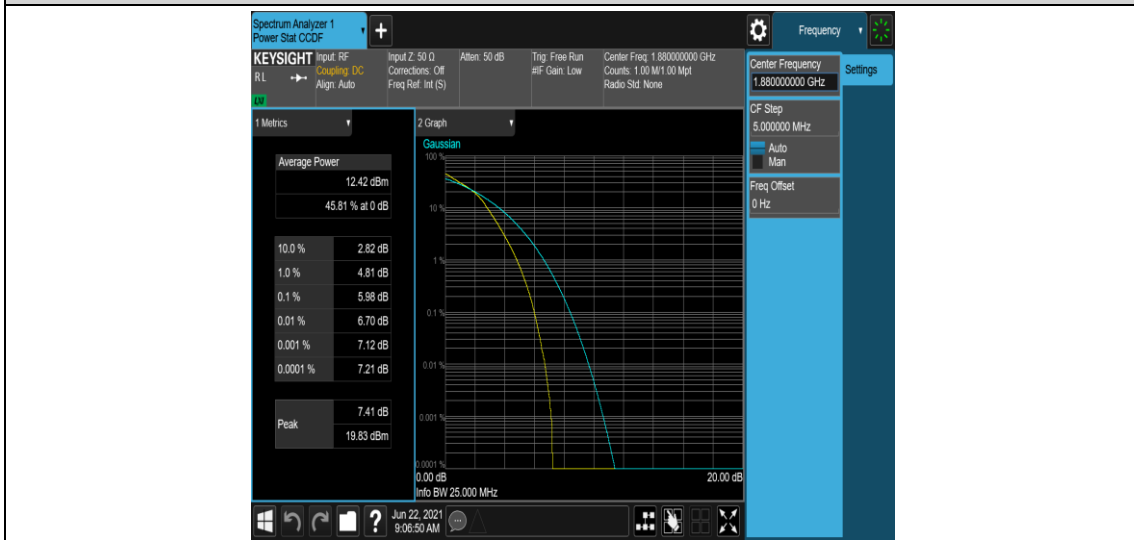 Spectrum Analyzer 1
Power Stat CCDF
+
Frequency
KEYSIGHT
RL
Input: RF
Coupling: DC
Align: Auto
Input Z: 50 Ω
Corrections: Off
Freq Ref: Int (S)
Atten: 50 dB
Trig: Free Run
#IF Gain: Low
Center Freq: 1.880000000 GHz
Counts: 1.00 M/1.00 Mpt
Radio Std: None
Center Frequency
1.880000000 GHz
Settings
CF Step
5.000000 MHz
Auto
Man
Freq Offset
0 Hz
1 Metrics
Average Power
12.42 dBm
45.81 % at 0 dB
10.0 % 2.82 dB
1.0 % 4.81 dB
0.1 % 5.98 dB
0.01 % 6.70 dB
0.001 % 7.12 dB
0.0001 % 7.21 dB
Peak
7.41 dB
19.83 dBm
2 Graph
Gaussian
100 %
10 %
1 %
0.1 %
0.01 %
0.001 %
0.0001 %
0.00 dB 20.00 dB
Info BW 25.000 MHz
?
Jun 22, 2021
9:06:50 AM